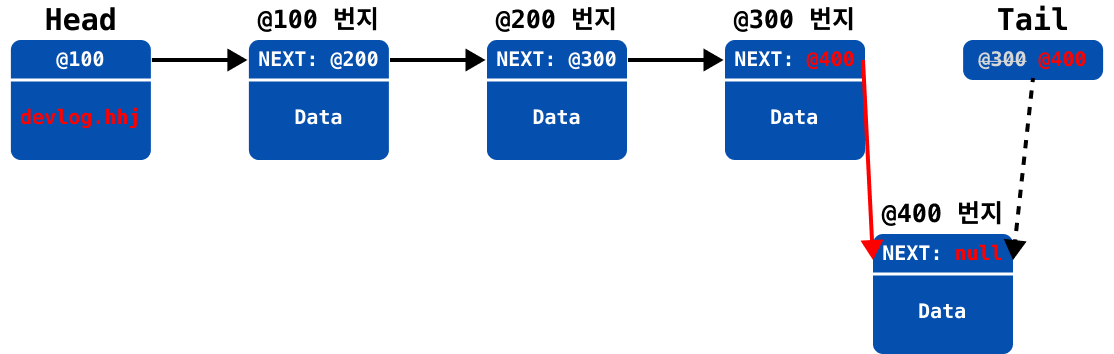 Head
@100 번지
@200 번지
@300 번지
Tail
@100
NEXT: @200
NEXT: @300
NEXT: @400
@300 @400
devlog.hhj
Data
Data
Data
@400 번지
NEXT: null
Data